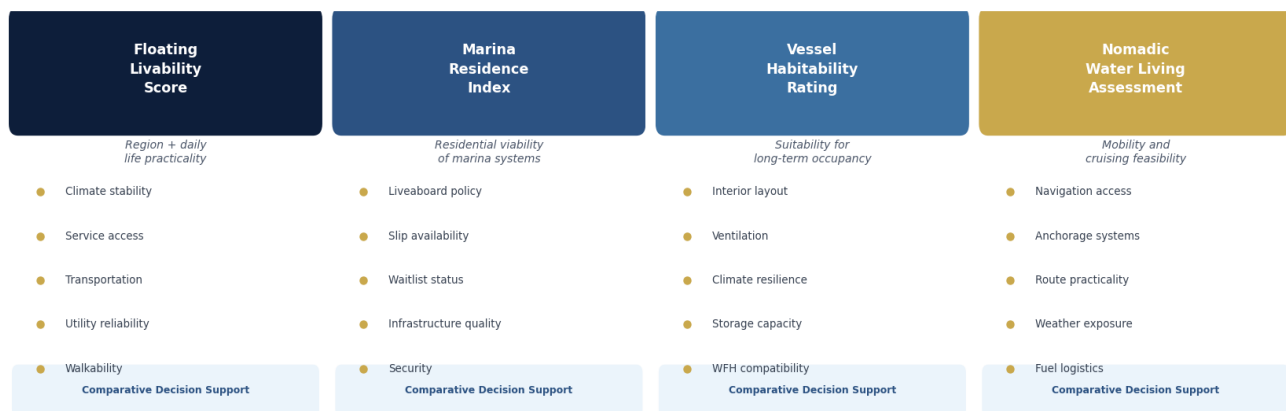 Floating
Livability
Score
Region + daily
life practicality
Climate stability
Service access
Transportation
Utility reliability
Walkability
Comparative Decision Support
Marina
Residence
Index
Residential viability
of marina systems
Liveaboard policy
Slip availability
Waitlist status
Infrastructure quality
Security
Comparative Decision Support
Vessel
Habitability
Rating
Suitability for
long-term occupancy
Interior layout
Ventilation
Climate resilience
Storage capacity
WFH compatibility
Comparative Decision Support
Nomadic
Water Living
Assessment
Mobility and
cruising feasibility
Navigation access
Anchorage systems
Route practicality
Weather exposure
Fuel logistics
Comparative Decision Support